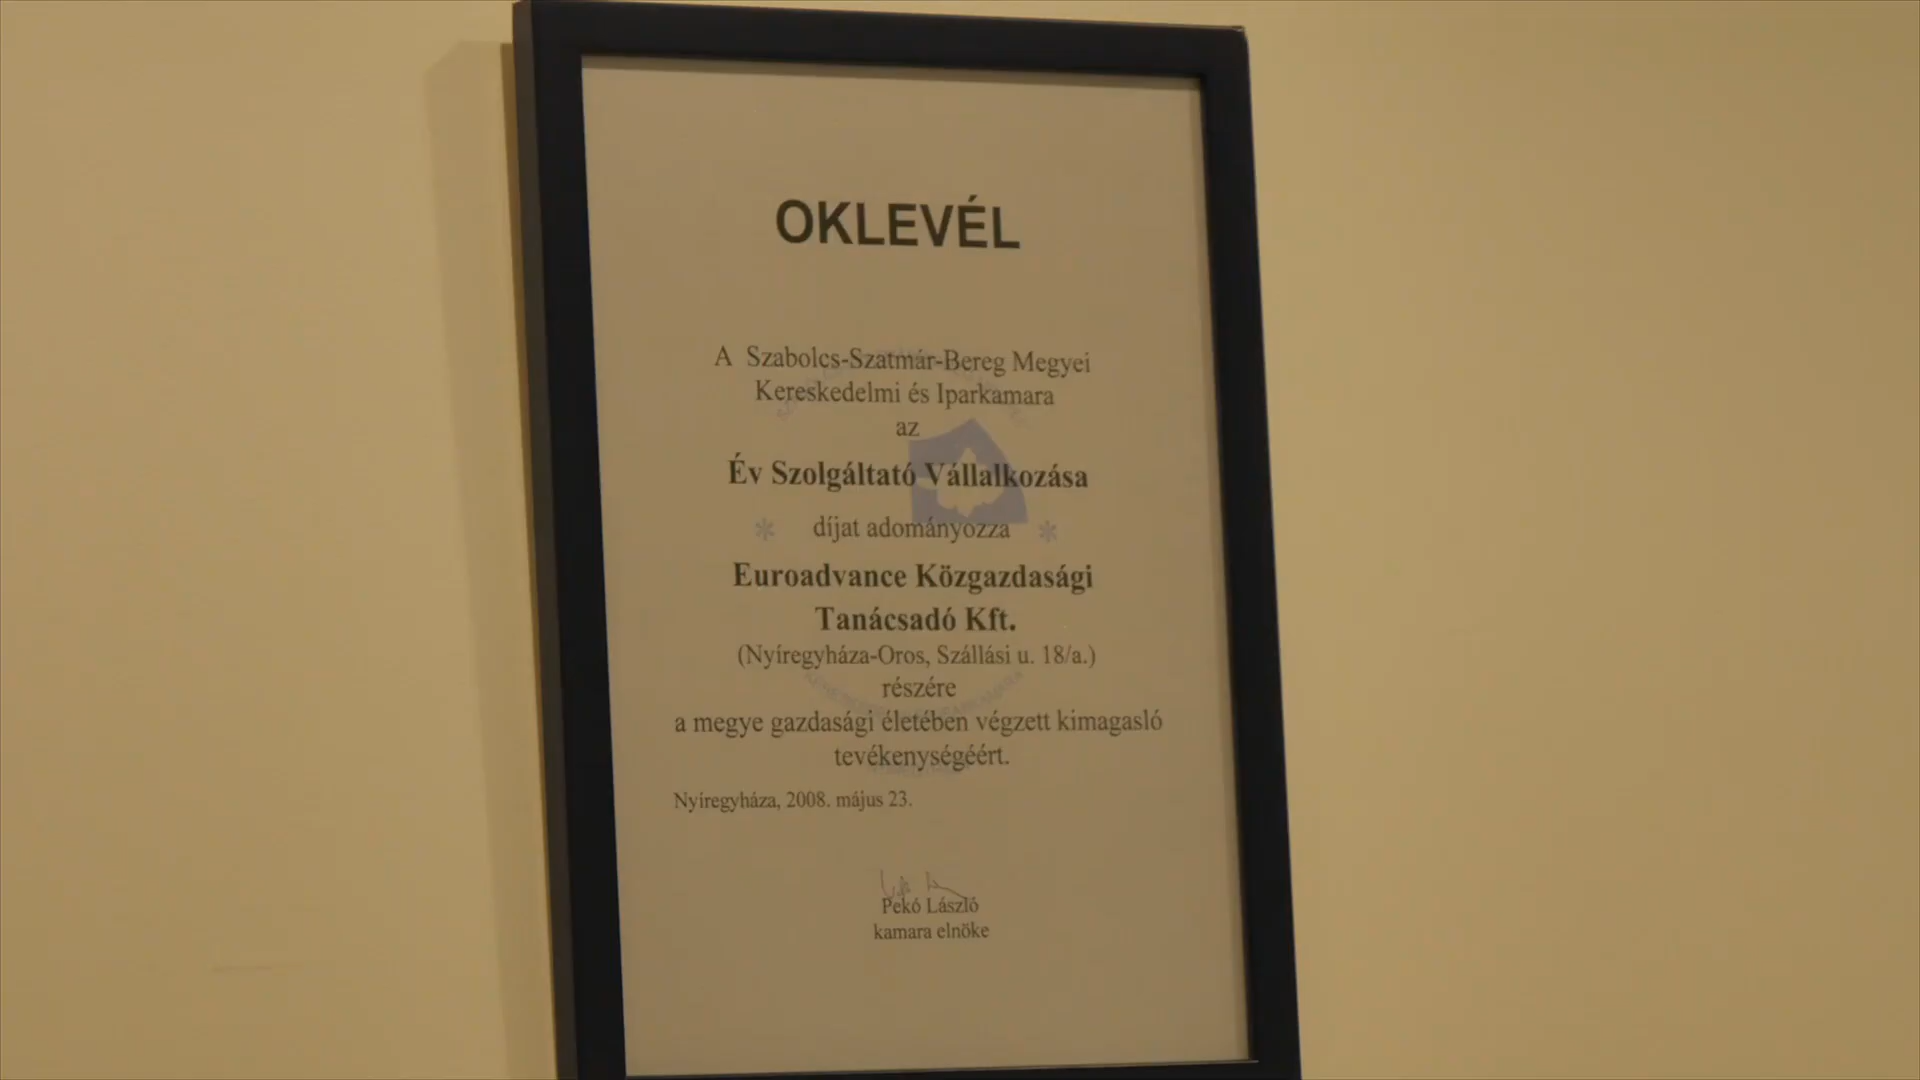 OKLEVÉL
A Szabolcs-Szatmár-Bereg Megyei
Kereskedelmi és Iparkamara
az
Év Szolgáltató Vállalkozása
díjat adományozza
Euroadvance Közgazdasági
Tanácsadó Kft.
(Nyíregyháza-Oros, Szállási u. 18/a.)
részére
a megye gazdasági életében végzett kimagasló
tevékenységéért.
Nyíregyháza, 2008. május 23.
Pekó László
kamara elnöke